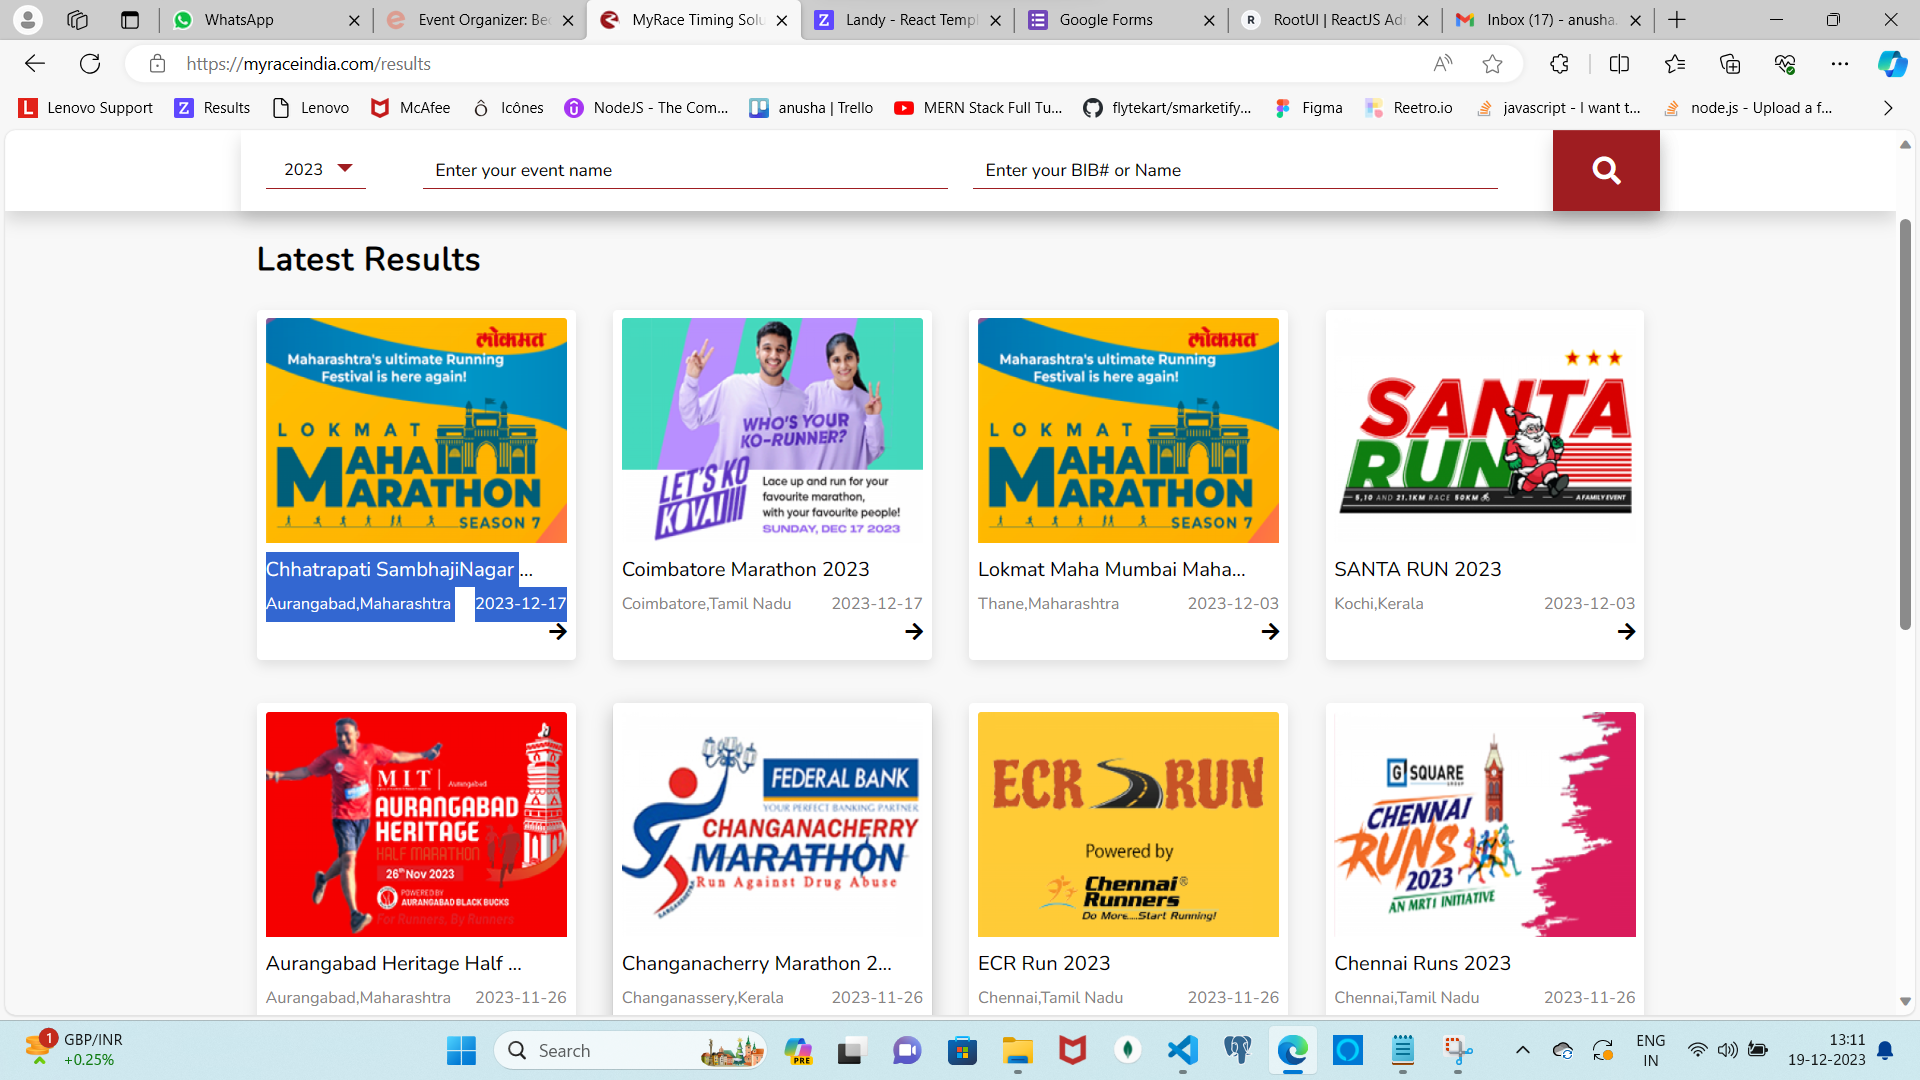 WhatsApp
Event Organizer: Bec
MyRace Timing Solu
Landy - React Templ
Google Forms
RootUI | ReactJS Ad
Inbox (17) - anusha.
https://myraceindia.com/results
Lenovo Support
Results
Lenovo
McAfee
Icônes
NodeJS - The Com...
anusha | Trello
MERN Stack Full Tu...
flytekart/smarketify...
Figma
Reetro.io
javascript - I want t...
node.js - Upload a f...
2023
Enter your event name
Enter your BIB# or Name
Latest Results
लोकमत
Maharashtra's ultimate Running
Festival is here again!
LOKMAT
MAHA
MARATHON
SEASON 7
Chhatrapati SambhajiNagar ...
Aurangabad,Maharashtra 2023-12-17
WHO'S YOUR
KO-RUNNER?
LET'S KO
KOVAI
Lace up and run for your
favourite marathon,
with your favourite people!
SUNDAY, DEC 17 2023
Coimbatore Marathon 2023
Coimbatore,Tamil Nadu 2023-12-17
लोकमत
Maharashtra's ultimate Running
Festival is here again!
LOKMAT
MAHA
MARATHON
SEASON 7
Lokmat Maha Mumbai Maha...
Thane,Maharashtra 2023-12-03
SANTA
RUN
5,10 AND 21.1KM RACE 50KM
A FAMILY EVENT
SANTA RUN 2023
Kochi,Kerala 2023-12-03
MIT Aurangabad
AURANGABAD
HERITAGE
HALF MARATHON
26th Nov 2023
POWERED BY
AURANGABAD BLACK BUCKS
For Runners, By Runners
Aurangabad Heritage Half ...
Aurangabad,Maharashtra 2023-11-26
FEDERAL BANK
YOUR PERFECT BANKING PARTNER
CHANGANACHERRY
MARATHON
Run Against Drug Abuse
Changanacherry Marathon 2...
Changanassery,Kerala 2023-11-26
ECR RUN
Powered by
Chennai®
Runners
Do More....Start Running!
ECR Run 2023
Chennai,Tamil Nadu 2023-11-26
G SQUARE
CHENNAI
RUNS
2023
AN MRTI INITIATIVE
Chennai Runs 2023
Chennai,Tamil Nadu 2023-11-26
1
GBP/INR
+0.25%
Search
PRE
ENG
IN
13:11
19-12-2023